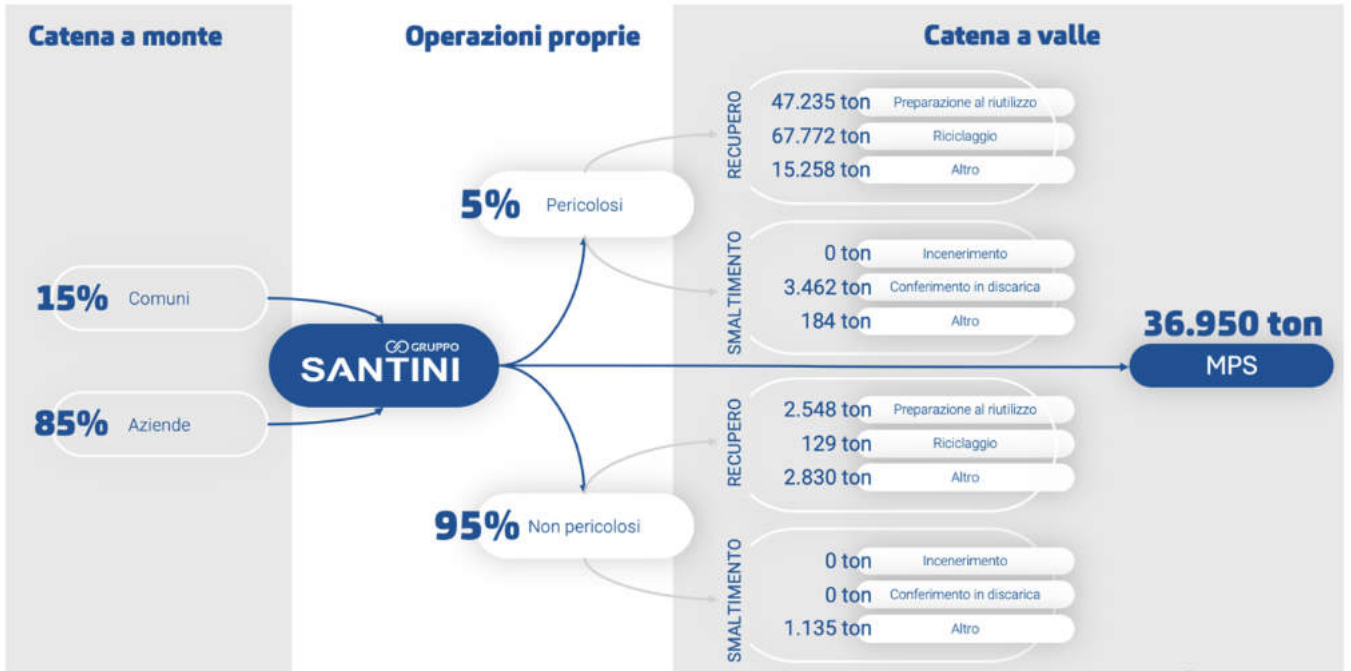 Catena a monte
Operazioni proprie
Catena a valle
15% Comuni
85% Aziende
GRUPPO
SANTINI
5% Pericolosi
95% Non pericolosi
RECUPERO
47.235 ton Preparazione al riutilizzo
67.772 ton Riciclaggio
15.258 ton Altro
SMALTIMENTO
0 ton Incenerimento
3.462 ton Conferimento in discarica
184 ton Altro
36.950 ton
MPS
RECUPERO
2.548 ton Preparazione al riutilizzo
129 ton Riciclaggio
2.830 ton Altro
SMALTIMENTO
0 ton Incenerimento
0 ton Conferimento in discarica
1.135 ton Altro